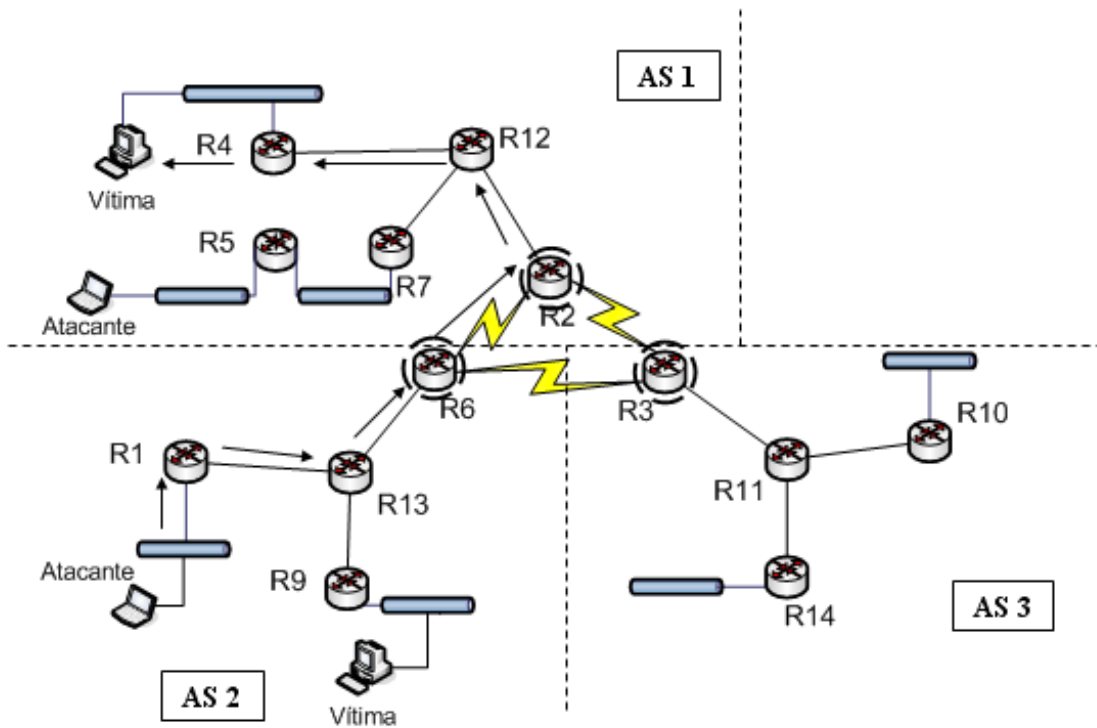 AS 1
R4
R12
Vítima
R5
R7
R2
Atacante
R6
R3
R10
R1
R13
R11
Atacante
R9
R14
AS 3
AS 2
Vítima